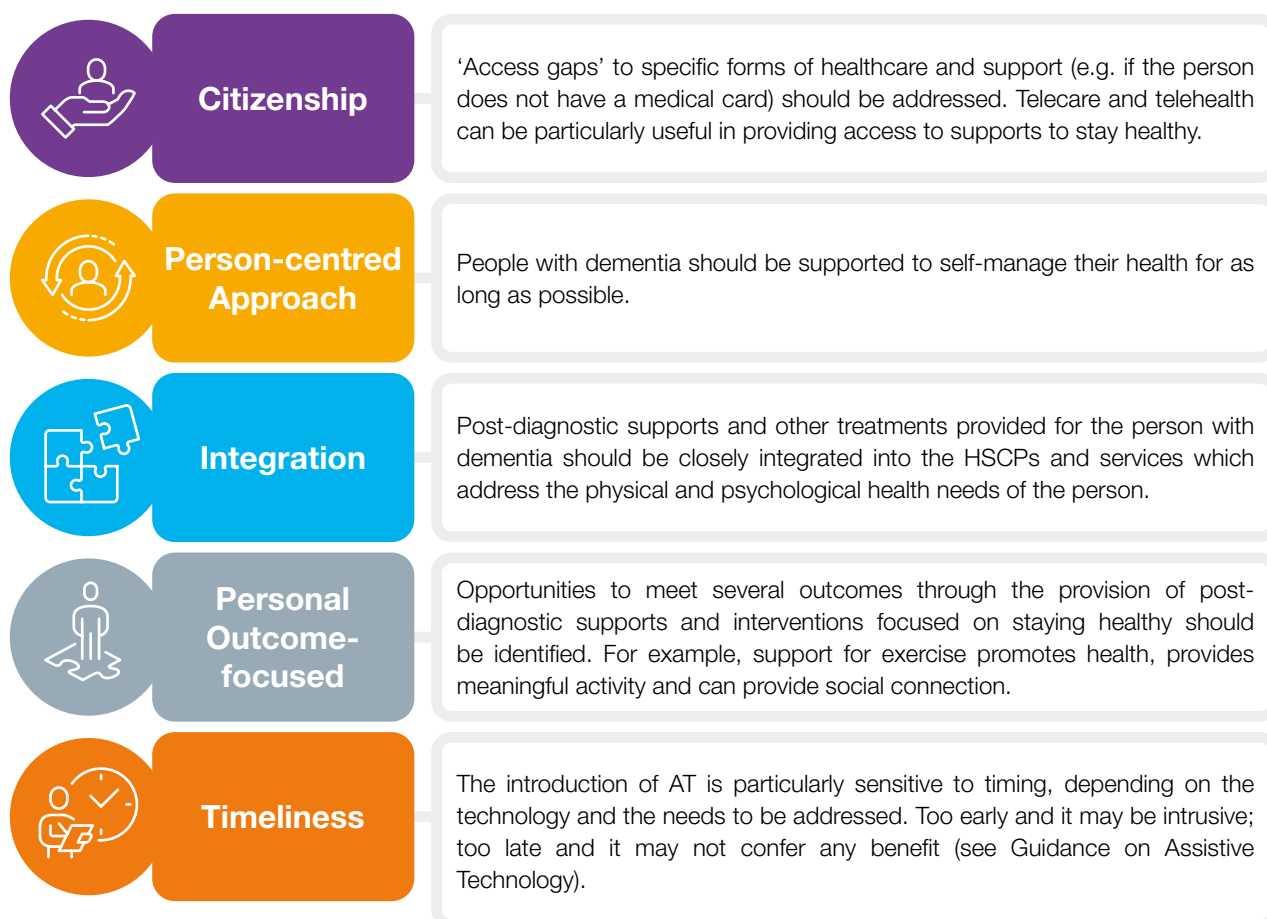 Citizenship
‘Access gaps’ to specific forms of healthcare and support (e.g. if the person
does not have a medical card) should be addressed. Telecare and telehealth
can be particularly useful in providing access to supports to stay healthy.
Person-centred
Approach
People with dementia should be supported to self-manage their health for as
long as possible.
Integration
Post-diagnostic supports and other treatments provided for the person with
dementia should be closely integrated into the HSCPs and services which
address the physical and psychological health needs of the person.
Personal
Outcome-
focused
Opportunities to meet several outcomes through the provision of post-
diagnostic supports and interventions focused on staying healthy should
be identified. For example, support for exercise promotes health, provides
meaningful activity and can provide social connection.
Timeliness
The introduction of AT is particularly sensitive to timing, depending on the
technology and the needs to be addressed. Too early and it may be intrusive;
too late and it may not confer any benefit (see Guidance on Assistive
Technology).